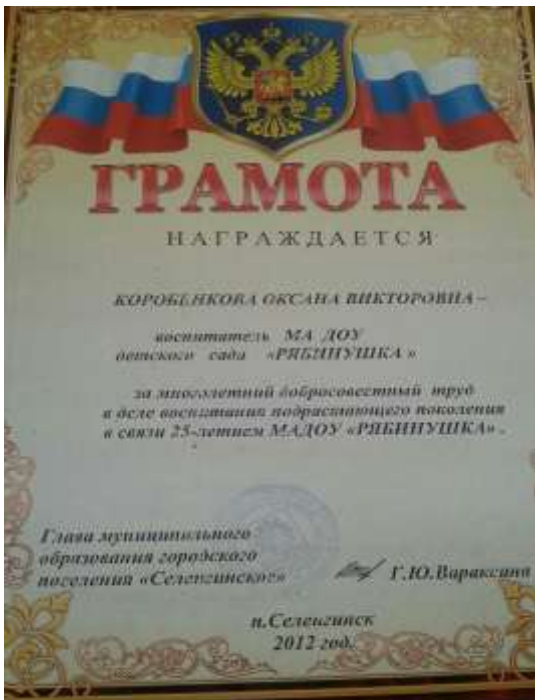 ГРАМОТА
НАГРАЖДАЕТСЯ
КОРОБЕНКОВА ОКСАНА ВИКТОРОВНА –
воспитатель МА ДОУ
детского сада «РЯБИНУШКА»
за многолетний добросовестный труд
в деле воспитания подрастающего поколения
в связи 25-летием МАДОУ «РЯБИНУШКА».
Глава муниципального
образования городского
поселения «Селенгинское»
Г.Ю.Вараксина
п.Селенгинск
2012 год.